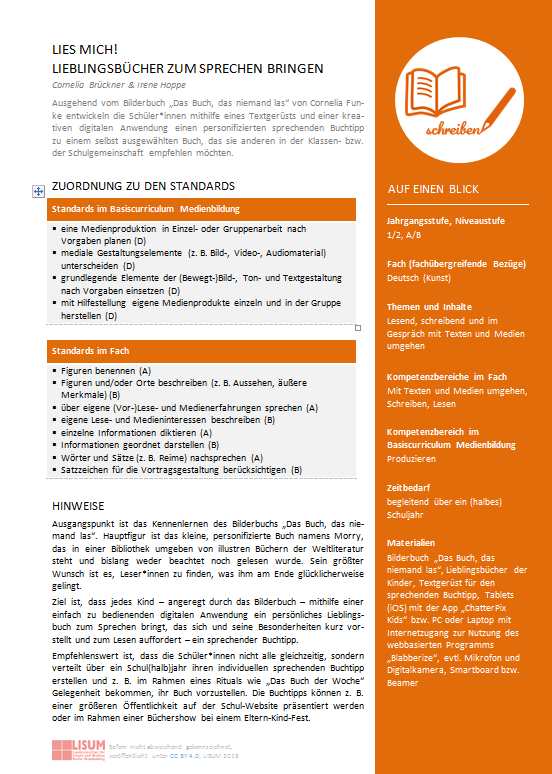 LIES MICH!
LIEBLINGSBÜCHER ZUM SPRECHEN BRINGEN
Cornelia Brückner & Irene Hoppe
Ausgehend vom Bilderbuch „Das Buch, das niemand las“ von Cornelia Fun-
ke entwickeln die Schüler*innen mithilfe eines Textgerüsts und einer krea-
tiven digitalen Anwendung einen personifizierten sprechenden Buchtipp
zu einem selbst ausgewählten Buch, das sie anderen in der Klassen- bzw.
der Schulgemeinschaft empfehlen möchten.
ZUORDNUNG ZU DEN STANDARDS
Standards im Basiscurriculum Medienbildung
▪ eine Medienproduktion in Einzel- oder Gruppenarbeit nach
Vorgaben planen (D)
▪ mediale Gestaltungselemente (z. B. Bild-, Video-, Audiomaterial)
unterscheiden (D)
▪ grundlegende Elemente der (Bewegt-)Bild-, Ton- und Textgestaltung
nach Vorgaben einsetzen (D)
▪ mit Hilfestellung eigene Medienprodukte einzeln und in der Gruppe
herstellen (D)
Standards im Fach
▪ Figuren benennen (A)
▪ Figuren und/oder Orte beschreiben (z. B. Aussehen, äußere
Merkmale) (B)
▪ über eigene (Vor-)Lese- und Medienerfahrungen sprechen (A)
▪ eigene Lese- und Medieninteressen beschreiben (B)
▪ einzelne Informationen diktieren (A)
▪ Informationen geordnet darstellen (B)
▪ Wörter und Sätze (z. B. Reime) nachsprechen (A)
▪ Satzzeichen für die Vortragsgestaltung berücksichtigen (B)
HINWEISE
Ausgangspunkt ist das Kennenlernen des Bilderbuchs „Das Buch, das nie-
mand las“. Hauptfigur ist das kleine, personifizierte Buch namens Morry,
das in einer Bibliothek umgeben von illustren Büchern der Weltliteratur
steht und bislang weder beachtet noch gelesen wurde. Sein größter
Wunsch ist es, Leser*innen zu finden, was ihm am Ende glücklicherweise
gelingt.
Ziel ist, dass jedes Kind – angeregt durch das Bilderbuch – mithilfe einer
einfach zu bedienenden digitalen Anwendung ein persönliches Lieblings-
buch zum Sprechen bringt, das sich und seine Besonderheiten kurz vor-
stellt und zum Lesen auffordert – ein sprechender Buchtipp.
Empfehlenswert ist, dass die Schüler*innen nicht alle gleichzeitig, sondern
verteilt über ein Schul(halb)jahr ihren individuellen sprechenden Buchtipp
erstellen und z. B. im Rahmen eines Rituals wie „Das Buch der Woche“
Gelegenheit bekommen, ihr Buch vorzustellen. Die Buchtipps können z. B.
einer größeren Öffentlichkeit auf der Schul-Website präsentiert werden
oder im Rahmen einer Büchershow bei einem Eltern-Kind-Fest.
LISUM
Sofern nicht abweichend gekennzeichnet,
veröffentlicht unter CC BY 4.0, LISUM 2018
schreiben
AUF EINEN BLICK
Jahrgangsstufe, Niveaustufe
1/2, A/B
Fach (fachübergreifende Bezüge)
Deutsch (Kunst)
Themen und Inhalte
Lesend, schreibend und im
Gespräch mit Texten und Medien
umgehen
Kompetenzbereiche im Fach
Mit Texten und Medien umgehen,
Schreiben, Lesen
Kompetenzbereich im
Basiscurriculum Medienbildung
Produzieren
Zeitbedarf
begleitend über ein (halbes)
Schuljahr
Materialien
Bilderbuch „Das Buch, das
niemand las“, Lieblingsbücher der
Kinder, Textgerüst für den
sprechenden Buchtipp, Tablets
(iOS) mit der App „ChatterPix
Kids“ bzw. PC oder Laptop mit
Internetzugang zur Nutzung des
webbasierten Programms
„Blabberize“, evtl. Mikrofon und
Digitalkamera, Smartboard bzw.
Beamer